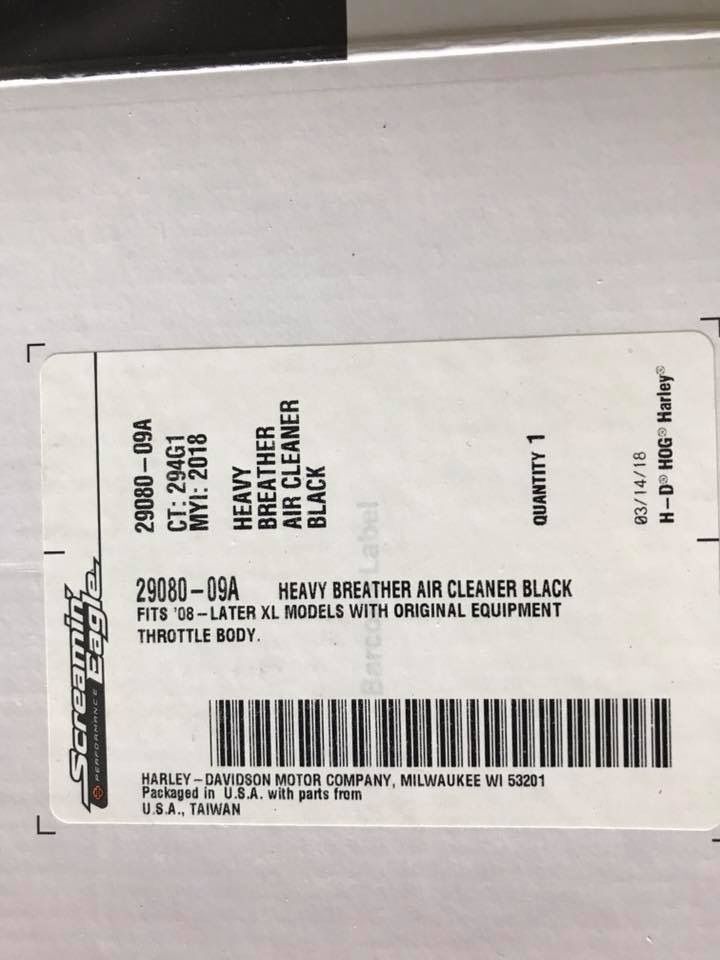 Screamin'
Eagle
PERFORMANCE
29080-09A
CT: 294G1
MYI: 2018
HEAVY
BREATHER
AIR CLEANER
BLACK
QUANTITY 1
03/14/18
H-D® HOG® Harley®
29080-09A HEAVY BREATHER AIR CLEANER BLACK
FITS '08-LATER XL MODELS WITH ORIGINAL EQUIPMENT
THROTTLE BODY.
Barco Label
HARLEY-DAVIDSON MOTOR COMPANY, MILWAUKEE WI 53201
Packaged in U.S.A. with parts from
U.S.A., TAIWAN